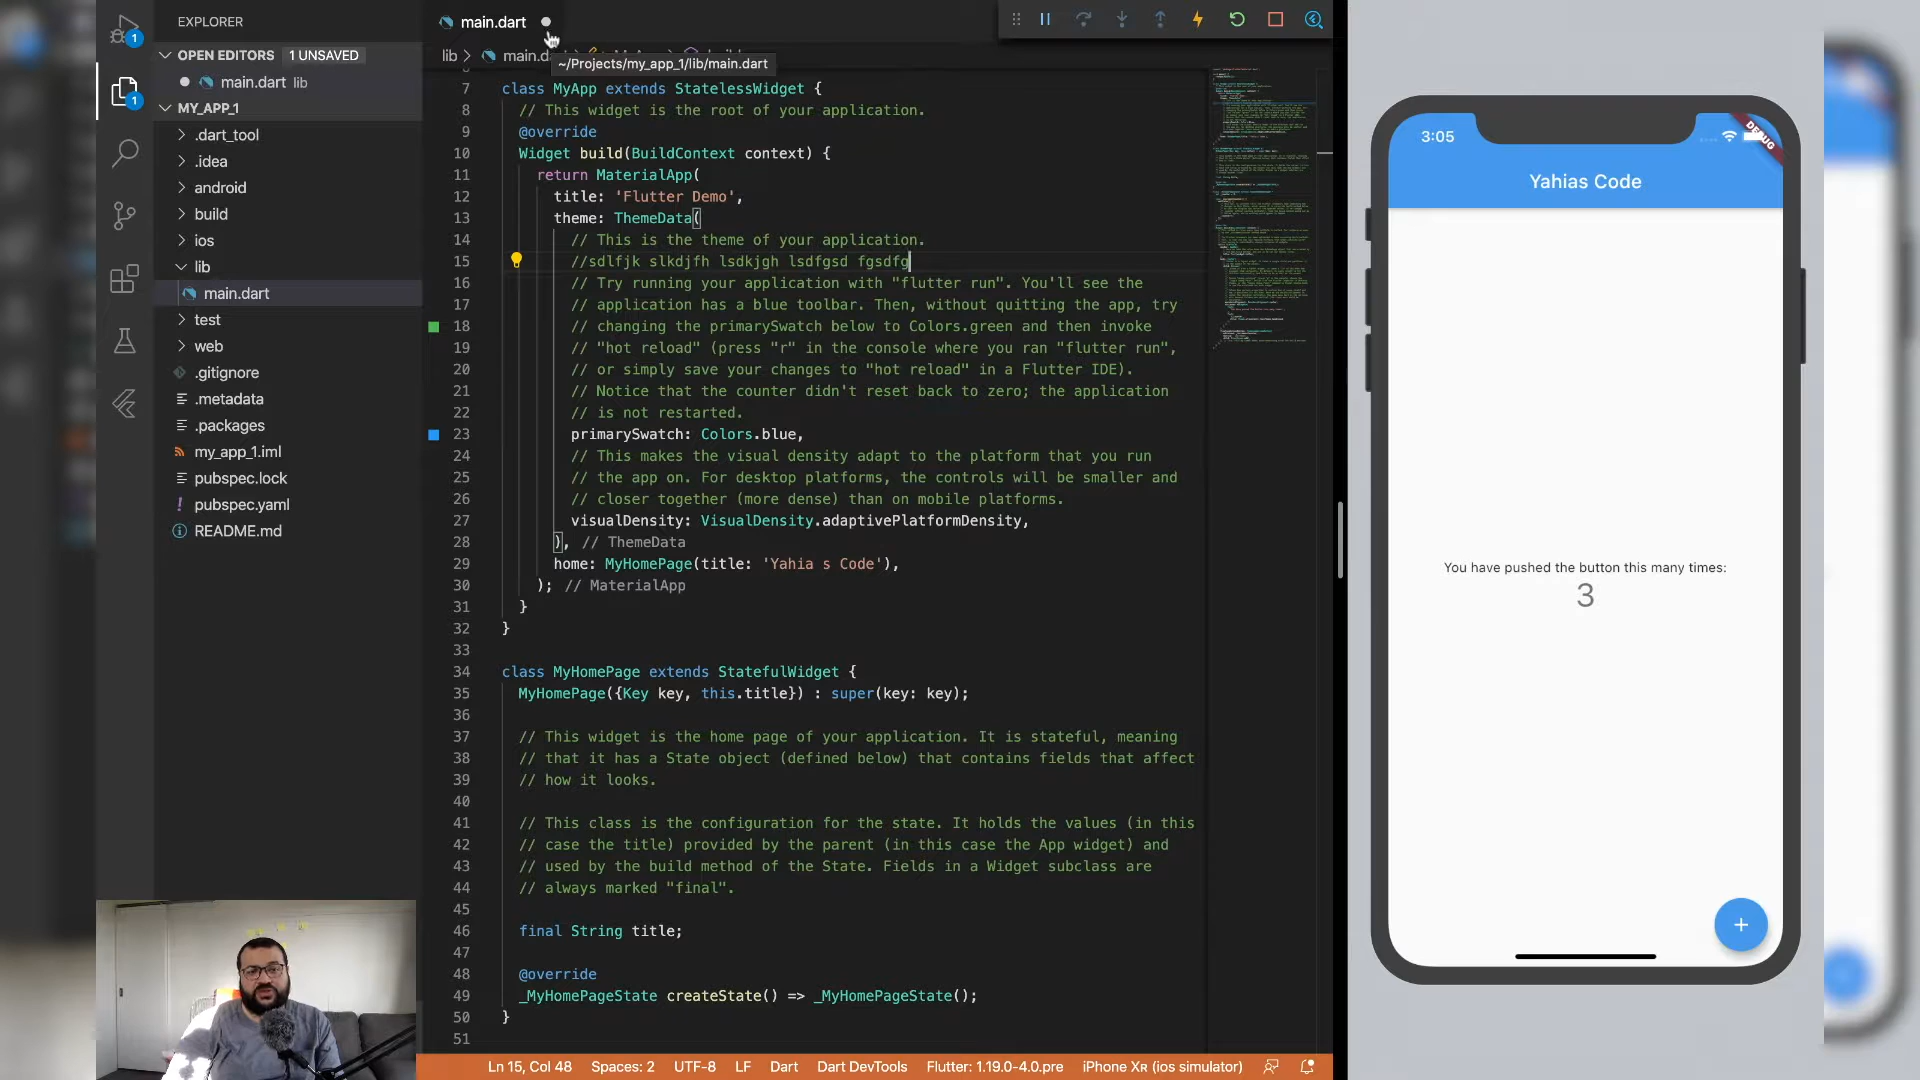 EXPLORER
OPEN EDITORS 1 UNSAVED
main.dart lib
MY_APP_1
.dart_tool
.idea
android
build
ios
lib
main.dart
test
web
.gitignore
.metadata
.packages
my_app_1.iml
pubspec.lock
pubspec.yaml
README.md
1
1
main.dart
lib > main.da
~/Projects/my_app_1/lib/main.dart
7 class MyApp extends StatelessWidget {
8 // This widget is the root of your application.
9 @override
10 Widget build(BuildContext context) {
11 return MaterialApp(
12 title: 'Flutter Demo',
13 theme: ThemeData(
14 // This is the theme of your application.
15 //sdlfjk slkdjfh lsdkjgh lsdfgsd fgsdfg
16 // Try running your application with "flutter run". You'll see the
17 // application has a blue toolbar. Then, without quitting the app, try
18 // changing the primarySwatch below to Colors.green and then invoke
19 // "hot reload" (press "r" in the console where you ran "flutter run",
20 // or simply save your changes to "hot reload" in a Flutter IDE).
21 // Notice that the counter didn't reset back to zero; the application
22 // is not restarted.
23 primarySwatch: Colors.blue,
24 // This makes the visual density adapt to the platform that you run
25 // the app on. For desktop platforms, the controls will be smaller and
26 // closer together (more dense) than on mobile platforms.
27 visualDensity: VisualDensity.adaptivePlatformDensity,
28 ), // ThemeData
29 home: MyHomePage(title: 'Yahia s Code'),
30 ); // MaterialApp
31 }
32 }
33
34 class MyHomePage extends StatefulWidget {
35 MyHomePage({Key key, this.title}) : super(key: key);
36
37 // This widget is the home page of your application. It is stateful, meaning
38 // that it has a State object (defined below) that contains fields that affect
39 // how it looks.
40
41 // This class is the configuration for the state. It holds the values (in this
42 // case the title) provided by the parent (in this case the App widget) and
43 // used by the build method of the State. Fields in a Widget subclass are
44 // always marked "final".
45
46 final String title;
47
48 @override
49 _MyHomePageState createState() => _MyHomePageState();
50 }
51
Ln 15, Col 48 Spaces: 2 UTF-8 LF Dart Dart DevTools Flutter: 1.19.0-4.0.pre iPhone XR (ios simulator)
3:05
DEBUG
Yahias Code
You have pushed the button this many times:
3
+